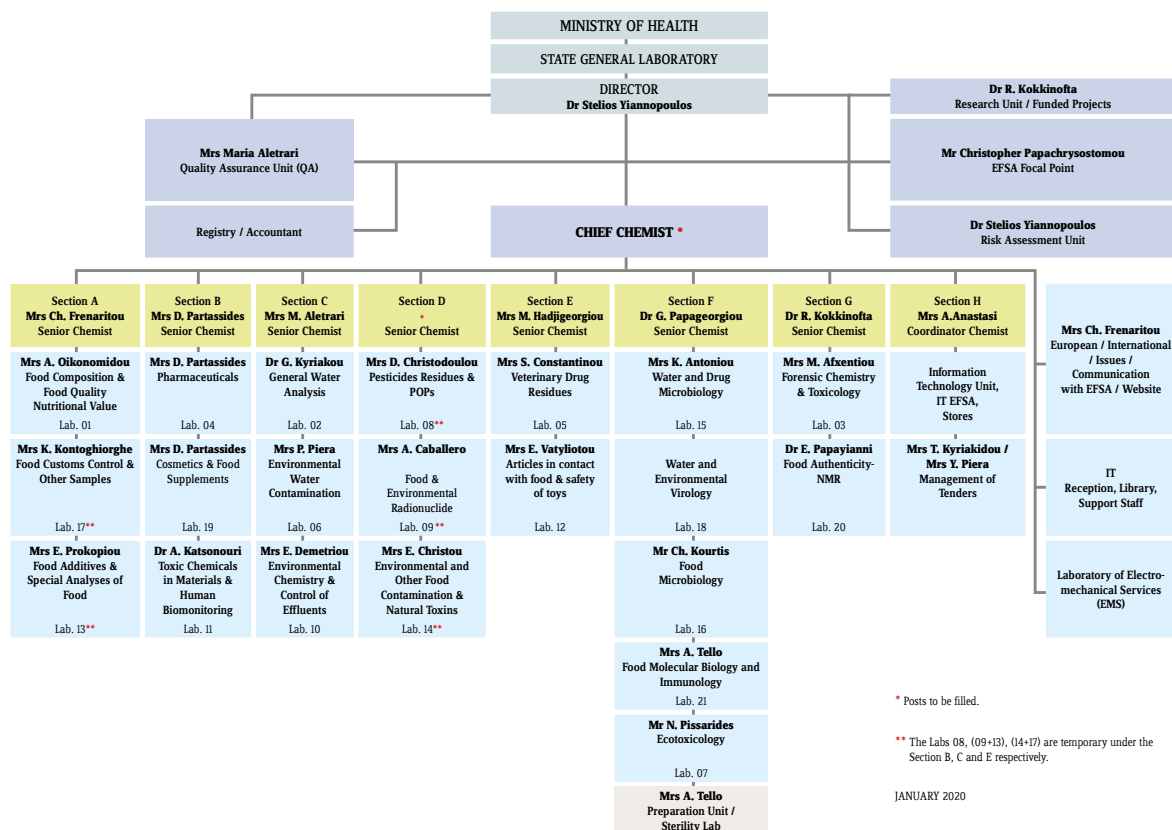 MINISTRY OF HEALTH
STATE GENERAL LABORATORY
DIRECTOR
Dr Stelios Yiannopoulos
Dr R. Kokkinofta
Research Unit / Funded Projects
Mrs Maria Aletrari
Quality Assurance Unit (QA)
Mr Christopher Papachrysostomou
EFSA Focal Point
Registry / Accountant
CHIEF CHEMIST *
Dr Stelios Yiannopoulos
Risk Assessment Unit
Section A
Mrs Ch. Frenaritou
Senior Chemist
Mrs A. Oikonomidou
Food Composition &
Food Quality
Nutritional Value
Lab. 01
Mrs K. Kontoghiorghe
Food Customs Control &
Other Samples
Lab. 17**
Mrs E. Prokopiou
Food Additives &
Special Analyses of
Food
Lab. 13**
Section B
Mrs D. Partassides
Senior Chemist
Mrs D. Partassides
Pharmaceuticals
Lab. 04
Mrs D. Partassides
Cosmetics & Food
Supplements
Lab. 19
Dr A. Katsonouri
Toxic Chemicals
in Materials &
Human
Biomonitoring
Lab. 11
Section C
Mrs M. Aletrari
Senior Chemist
Dr G. Kyriakou
General Water
Analysis
Lab. 02
Mrs P. Piera
Environmental
Water
Contamination
Lab. 06
Mrs E. Demetriou
Environmental
Chemistry &
Control of
Effluents
Lab. 10
Section D
*
Senior Chemist
Mrs D. Christodoulou
Pesticides Residues &
POPs
Lab. 08**
Mrs A. Caballero
Food &
Environmental
Radionuclide
Lab. 09 **
Mrs E. Christou
Environmental and
Other Food
Contamination &
Natural Toxins
Lab. 14**
Section E
Mrs M. Hadjigeorgiou
Senior Chemist
Mrs S. Constantinou
Veterinary Drug
Residues
Lab. 05
Mrs E. Vatyliotou
Articles in contact
with food & safety
of toys
Lab. 12
Section F
Dr G. Papageorgiou
Senior Chemist
Mrs K. Antoniou
Water and Drug
Microbiology
Lab. 15
Water and
Environmental
Virology
Lab. 18
Mr Ch. Kourtis
Food
Microbiology
Lab. 16
Mrs A. Tello
Food Molecular Biology and
Immunology
Lab. 21
Mr N. Pissarides
Ecotoxicology
Lab. 07
Mrs A. Tello
Preparation Unit /
Sterility Lab
Section G
Dr R. Kokkinofta
Senior Chemist
Mrs M. Afxentiou
Forensic Chemistry
& Toxicology
Lab. 03
Dr E. Papayianni
Food Authenticity-
NMR
Lab. 20
Section H
Mrs A.Anastasi
Coordinator Chemist
Information
Technology Unit,
IT EFSA,
Stores
Mrs T. Kyriakidou /
Mrs Y. Piera
Management of
Tenders
Mrs Ch. Frenaritou
European / International
/ Issues /
Communication
with EFSA / Website
IT
Reception, Library,
Support Staff
Laboratory of Electro-
mechanical Services
(EMS)
* Posts to be filled.
** The Labs 08, (09+13), (14+17) are temporary under the
Section B, C and E respectively.
JANUARY 2020